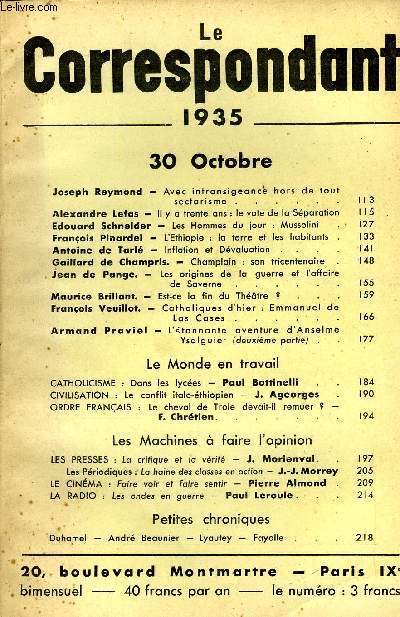 Le-livre.com
Le
Correspondant
1935
30 Octobre
Joseph Reymond — Avec intransigeance hors de tout
sectarisme . . . . . . . 113
Alexandre Lefas — Il y a trente ans : le vote de la Séparation 115
Edouard Schneider — Les Hommes du jour : Mussolini . . 127
François Pinardel — L'Ethiopie : la terre et les habitants . 133
Antoine de Tarlé — Inflation et Dévaluation . . . . 141
Gaillard de Champris. — Champlain : son tricentenaire . 148
Jean de Pange. — Les origines de la guerre et l'affaire
de Saverne . . . . . . 155
Maurice Brillant. — Est-ce la fin du Théâtre ? . . . . 159
François Veuillot. — Catholiques d'hier : Emmanuel de
Las Cases . . . . . . 166
Armand Praviel — L'étonnante aventure d'Anselme
Ysalguier (deuxième partie) . . 177
Le Monde en travail
CATHOLICISME : Dans les lycées — Paul Battinelli . . 184
CIVILISATION : Le conflit italo-éthiopien — J. Ageorges . 190
ORDRE FRANÇAIS : Le cheval de Troie devait-il remuer ? —
F. Chrétien. . . . . . 194
Les Machines à faire l'opinion
LES PRESSES : La critique et la vérité — J. Morienval. . 197
Les Périodiques : La haine des classes en action — J.-J. Morrey 205
LE CINÉMA : Faire voir et faire sentir — Pierre Almond . 209
LA RADIO : Les ondes en guerre — Paul Leroule . . . 214
Petites chroniques
Duhamel — André Beaunier — Lyautey — Fayolle . . . 218
20, boulevard Montmartre — Paris IXe
bimensuel — 40 francs par an — le numéro : 3 francs